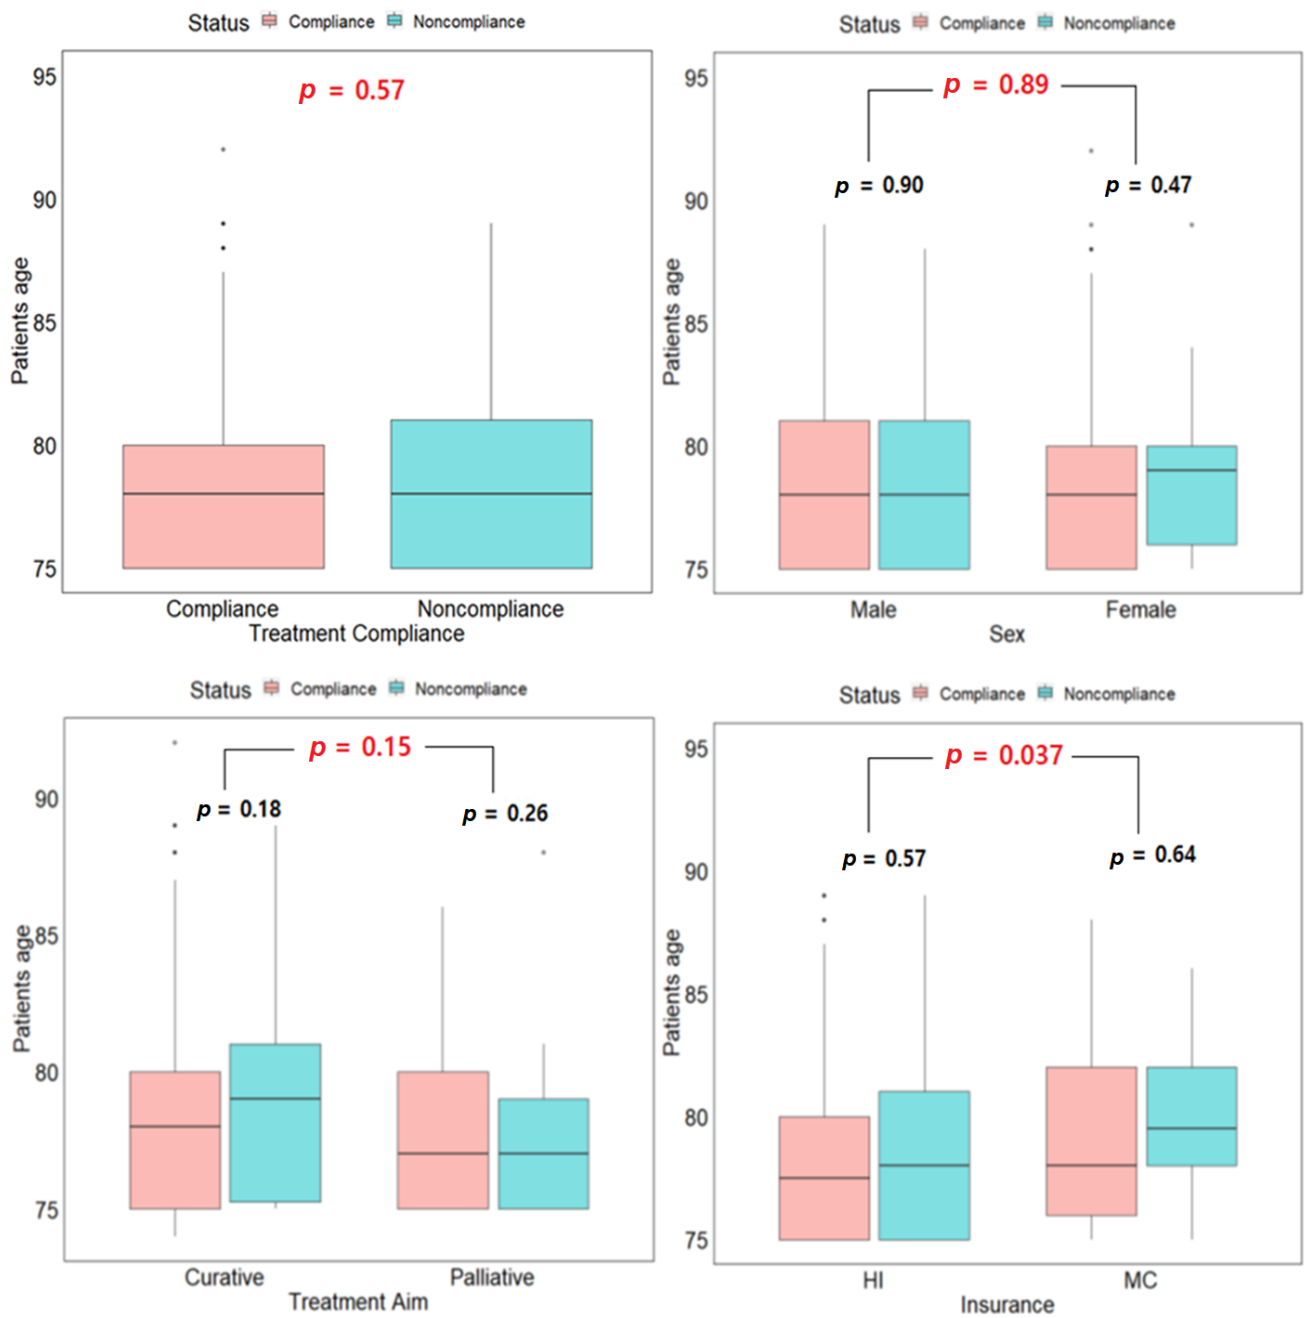 Status Compliance Noncompliance
p = 0.57
95
90
85
80
75
Patients age
Compliance Noncompliance
Treatment Compliance
Status Compliance Noncompliance
p = 0.89
p = 0.90 p = 0.47
95
90
85
80
75
Patients age
Male Female
Sex
Status Compliance Noncompliance
p = 0.15
p = 0.18 p = 0.26
90
85
80
75
Patients age
Curative Palliative
Treatment Aim
Status Compliance Noncompliance
p = 0.037
p = 0.57 p = 0.64
95
90
85
80
75
Patients age
HI MC
Insurance